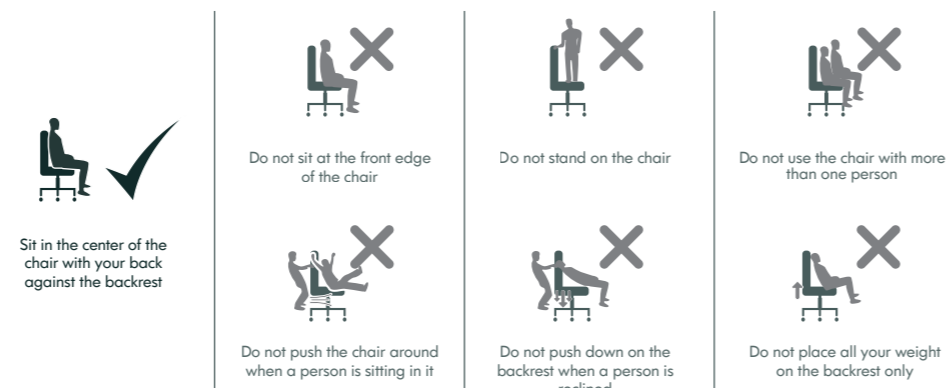 Sit in the center of the
chair with your back
against the backrest
Do not sit at the front edge
of the chair
Do not stand on the chair
Do not use the chair with more
than one person
Do not push the chair around
when a person is sitting in it
Do not push down on the
backrest when a person is
reclined
Do not place all your weight
on the backrest only